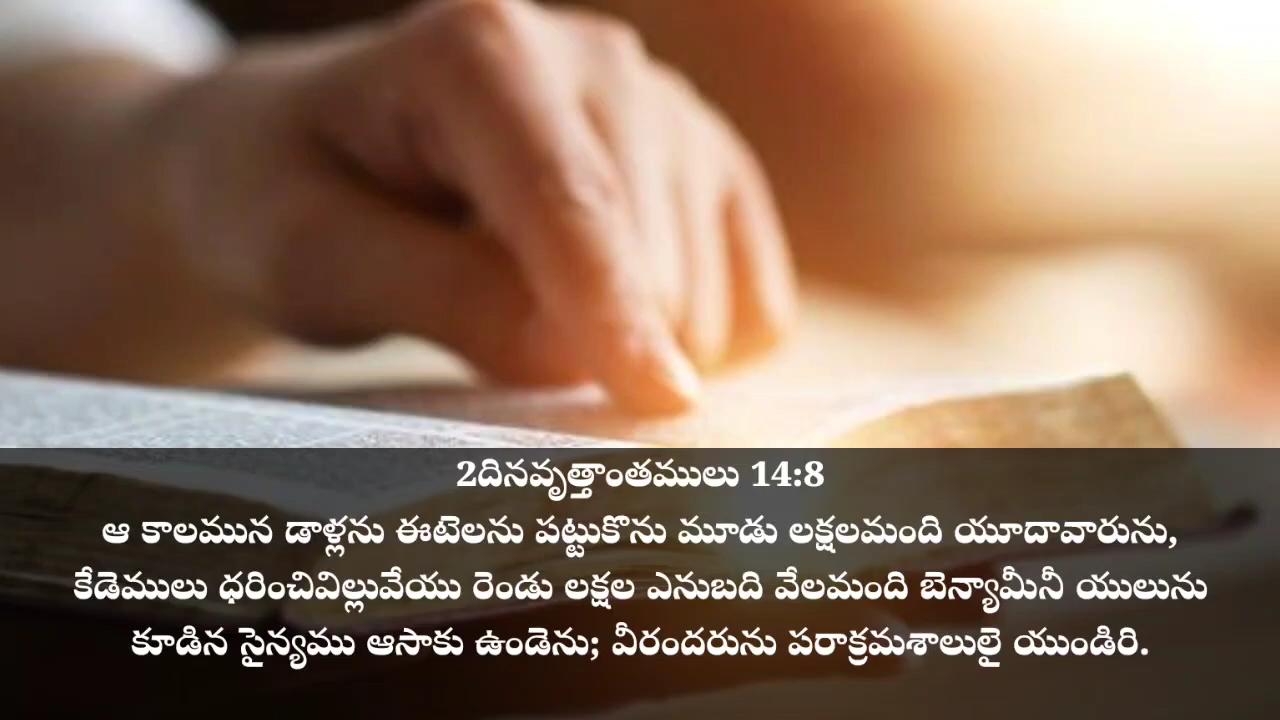 2దినవృత్తాంతములు 14:8
ఆ కాలమున డాళ్లను ఈటెలను పట్టుకొను మూడు లక్షలమంది యూదావారును,
కేడెములు ధరించివిల్లువేయు రెండు లక్షల ఎనుబది వేలమంది బెన్యామీనీ యులును
కూడిన సైన్యము ఆసాకు ఉండెను; వీరందరును పరాక్రమశాలులై యుండిరి.